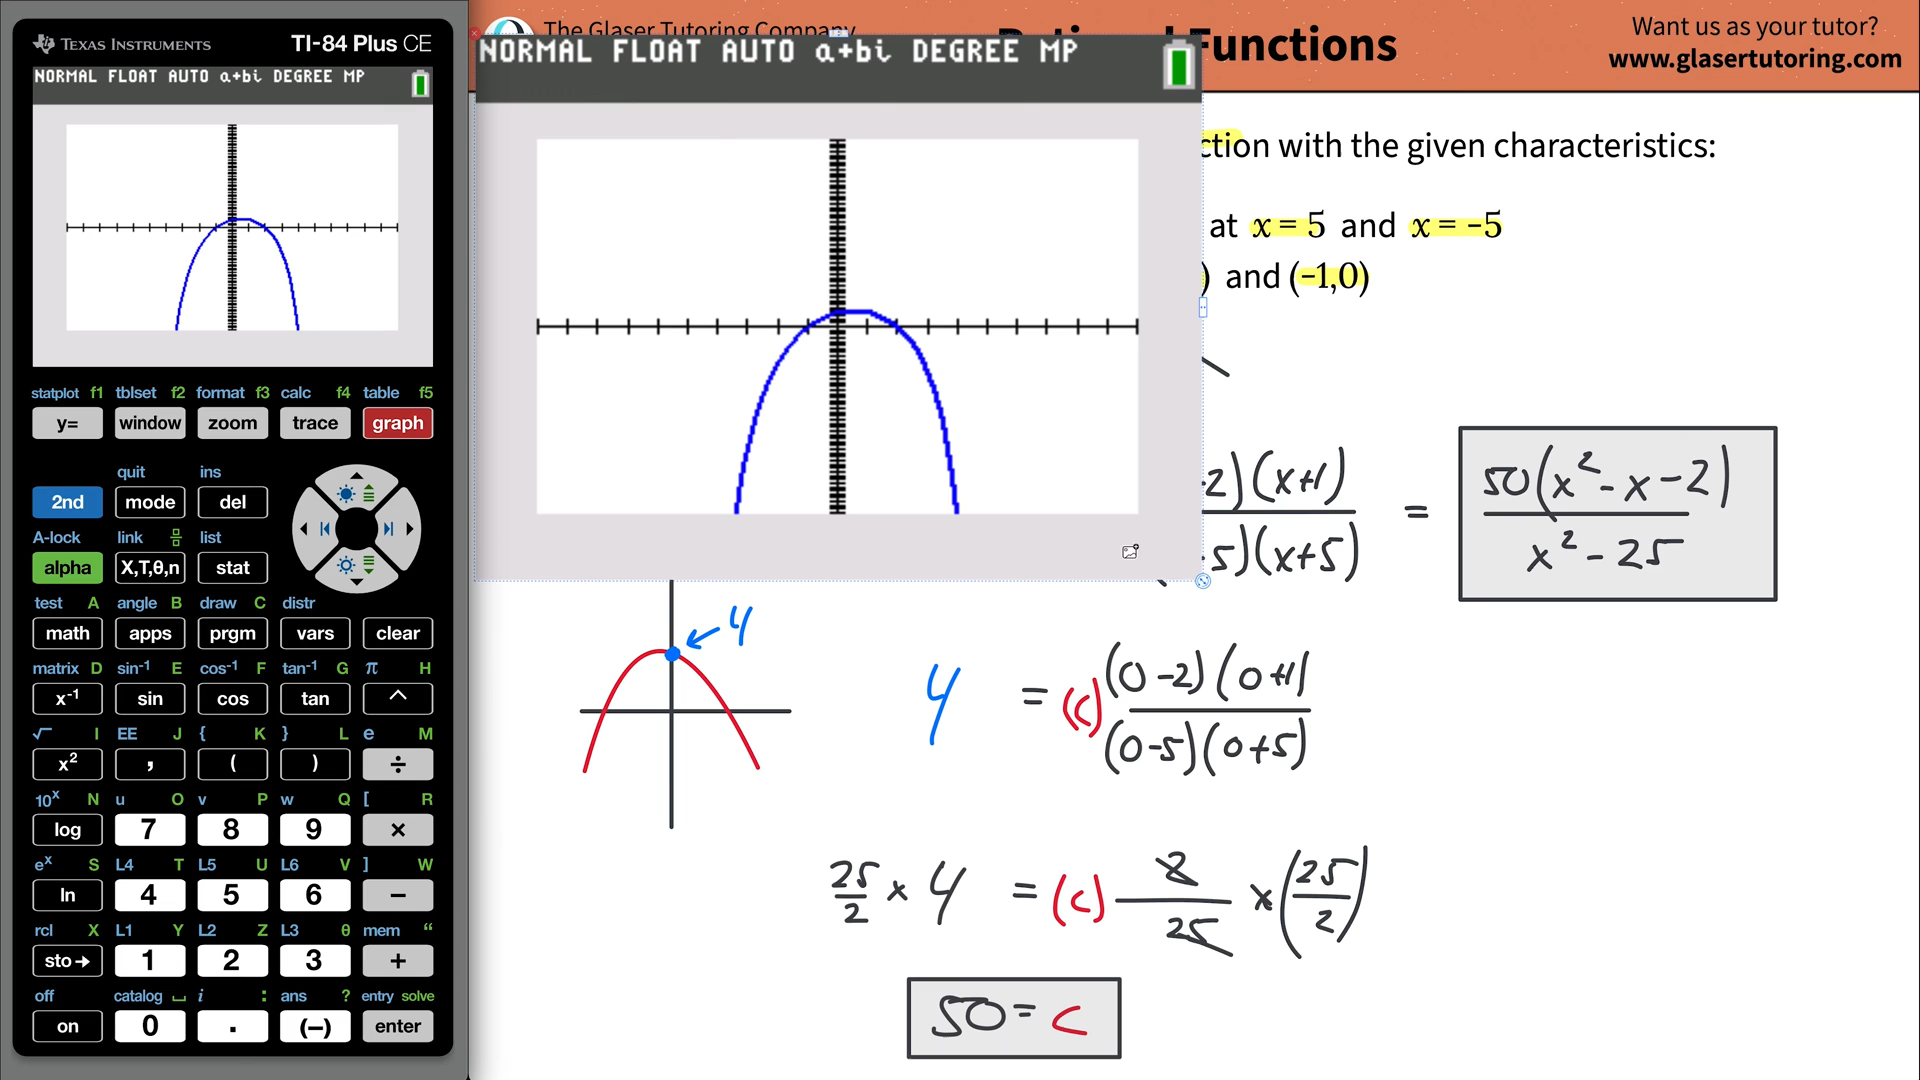 TEXAS INSTRUMENTS TI-84 Plus CE
NORMAL FLOAT AUTO a+bi DEGREE MP
statplot f1 tblset f2 format f3 calc f4 table f5
y= window zoom trace graph
quit ins
2nd mode del
A-lock link list
alpha X,T,θ,n stat
test A angle B draw C distr
math apps prgm vars clear
matrix D sin⁻¹ E cos⁻¹ F tan⁻¹ G π H
x⁻¹ sin cos tan ^
√ I EE J { K } L e M
x² , ( ) ÷
10ˣ N u O v P w Q [ R
log 7 8 9 ×
eˣ S L4 T L5 U L6 V ] W
ln 4 5 6 −
rcl X L1 Y L2 Z L3 θ mem “
sto→ 1 2 3 +
off catalog ⎵ i : ans ? entry solve
on 0 . (–) enter
The Glaser Tutoring Company
Functions
Want us as your tutor?
www.glasertutoring.com
NORMAL FLOAT AUTO a+bi DEGREE MP
ction with the given characteristics:
at x = 5 and x = -5
) and (-1,0)
2)(x+1) = 50(x² - x - 2)
5)(x+5) x² - 25
4
4 = (c) (0-2)(0+1
(0-5)(0+5)
25/2 x 4 = (c) 2/25 x (25/2)
50 = c